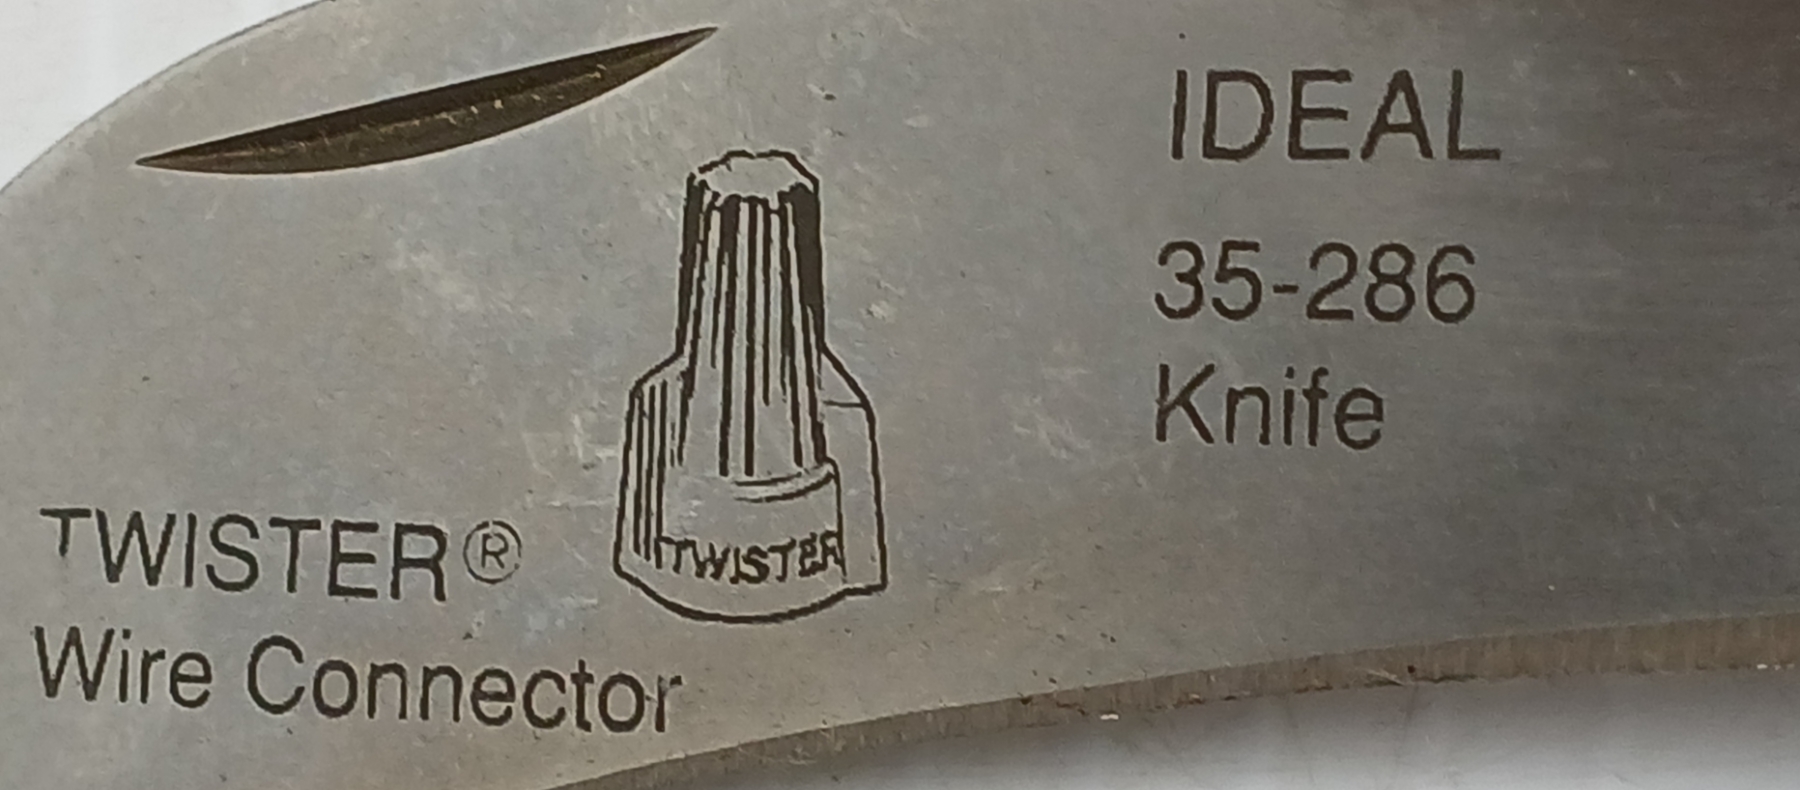 IDEAL
35-286
Knife
TWISTER
TWISTER®
Wire Connector